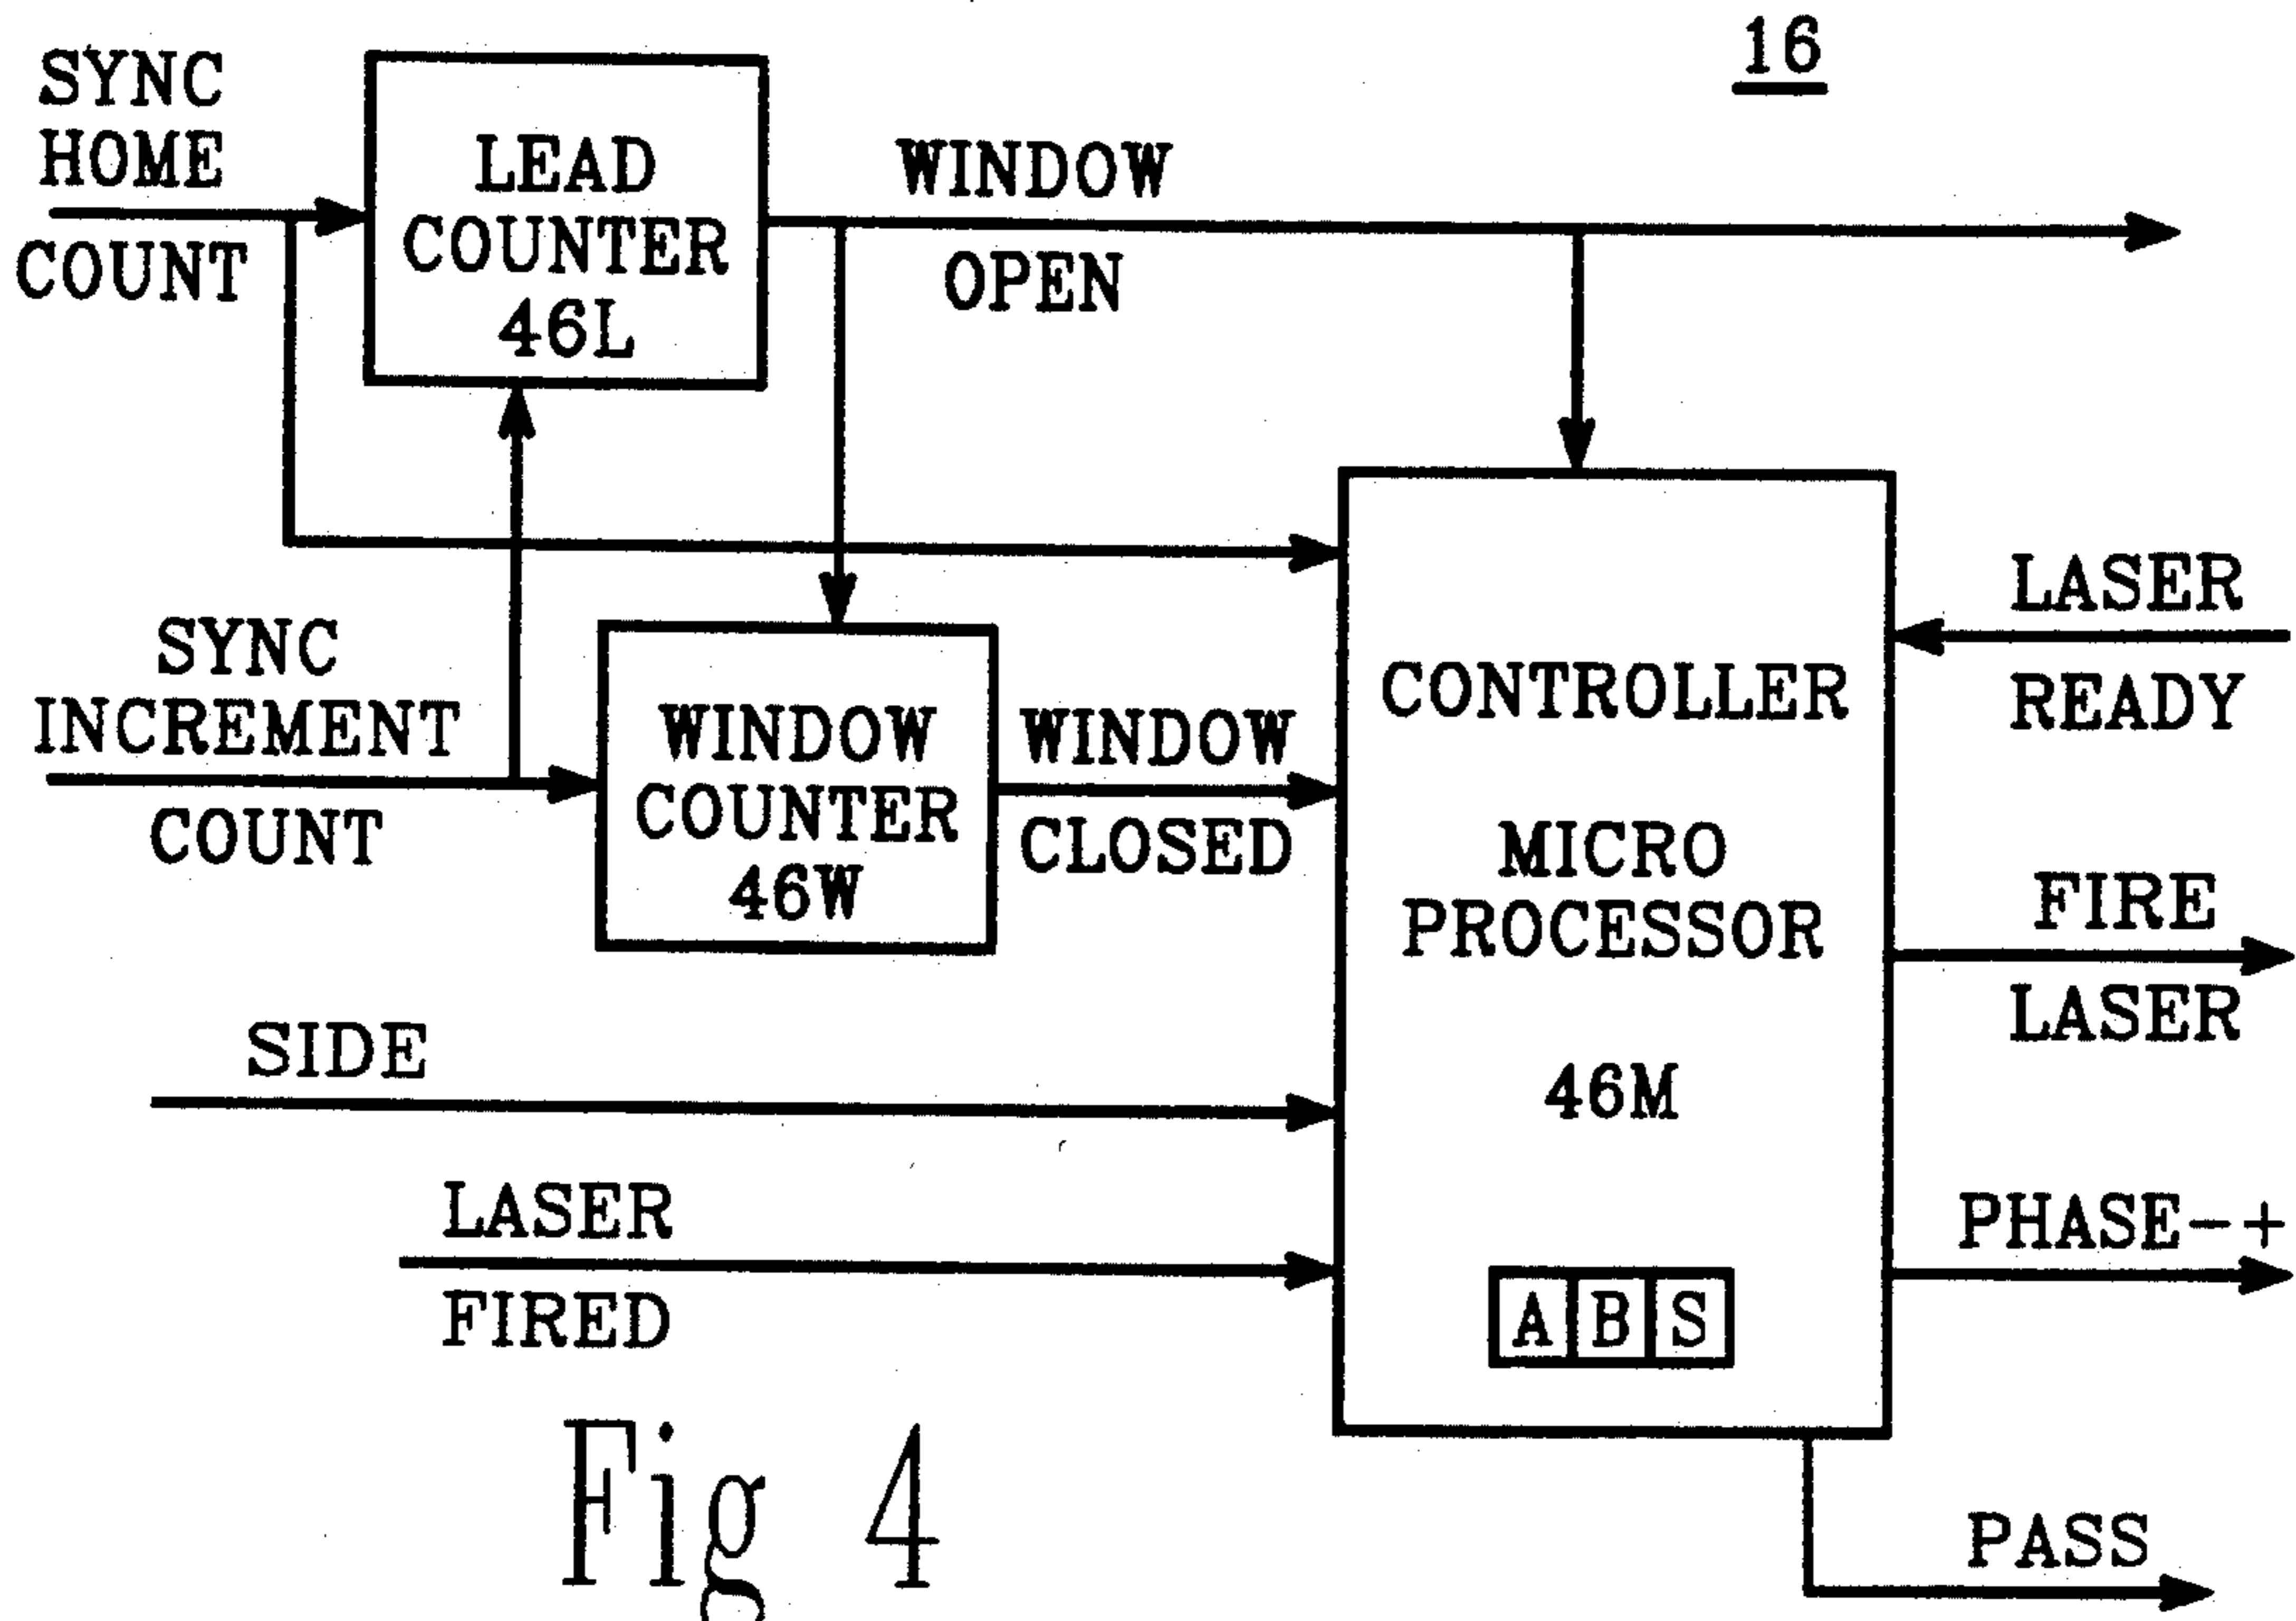 16
SYNC
HOME
COUNT
LEAD
COUNTER
46L
WINDOW
OPEN
SYNC
INCREMENT
COUNT
WINDOW
COUNTER
46W
WINDOW
CLOSED
CONTROLLER
MICRO
PROCESSOR
46M
A B S
LASER
READY
FIRE
LASER
PHASE-+
PASS
SIDE
LASER
FIRED
Fig 4